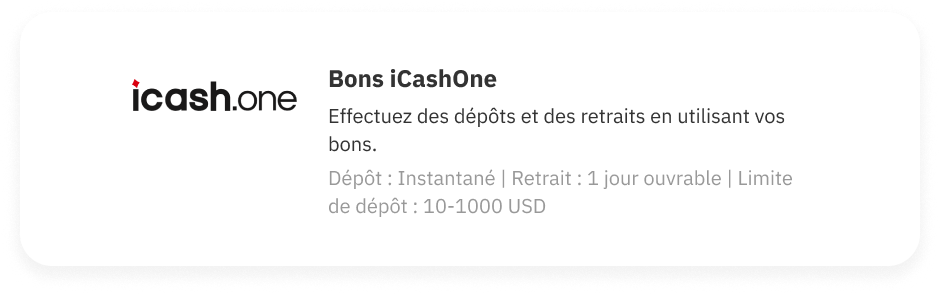 icash.one
Bons iCashOne
Effectuez des dépôts et des retraits en utilisant vos
bons.
Dépôt : Instantané | Retrait : 1 jour ouvrable | Limite
de dépôt : 10-1000 USD